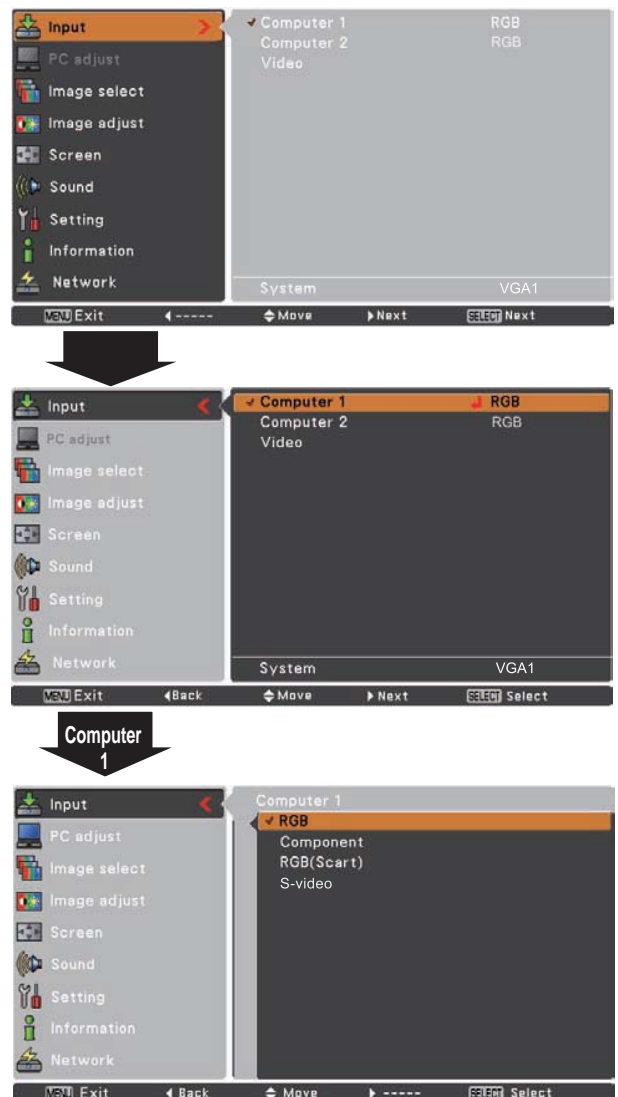 Input
PC adjust
Image select
Image adjust
Screen
Sound
Setting
Information
Network
Computer 1 RGB
Computer 2 RGB
Video
System VGA1
MENU Exit ----- Move Next SELECT Next
Input
PC adjust
Image select
Image adjust
Screen
Sound
Setting
Information
Network
Computer 1 RGB
Computer 2 RGB
Video
System VGA1
MENU Exit Back Move Next SELECT Select
Computer
1
Input
PC adjust
Image select
Image adjust
Screen
Sound
Setting
Information
Network
Computer 1
RGB
Component
RGB(Scart)
S-video
MENU Exit Back Move ----- SELECT Select